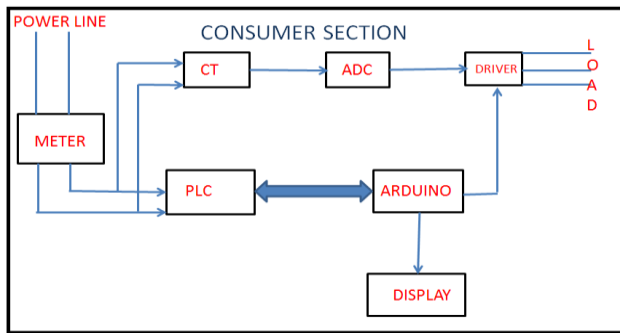 POWER LINE
CONSUMER SECTION
CT
ADC
DRIVER
L
O
A
D
METER
PLC
ARDUINO
DISPLAY